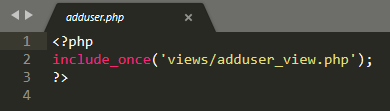 adduser.php ×
1 <?php
2 include_once('views/adduser_view.php');
3 ?>
4